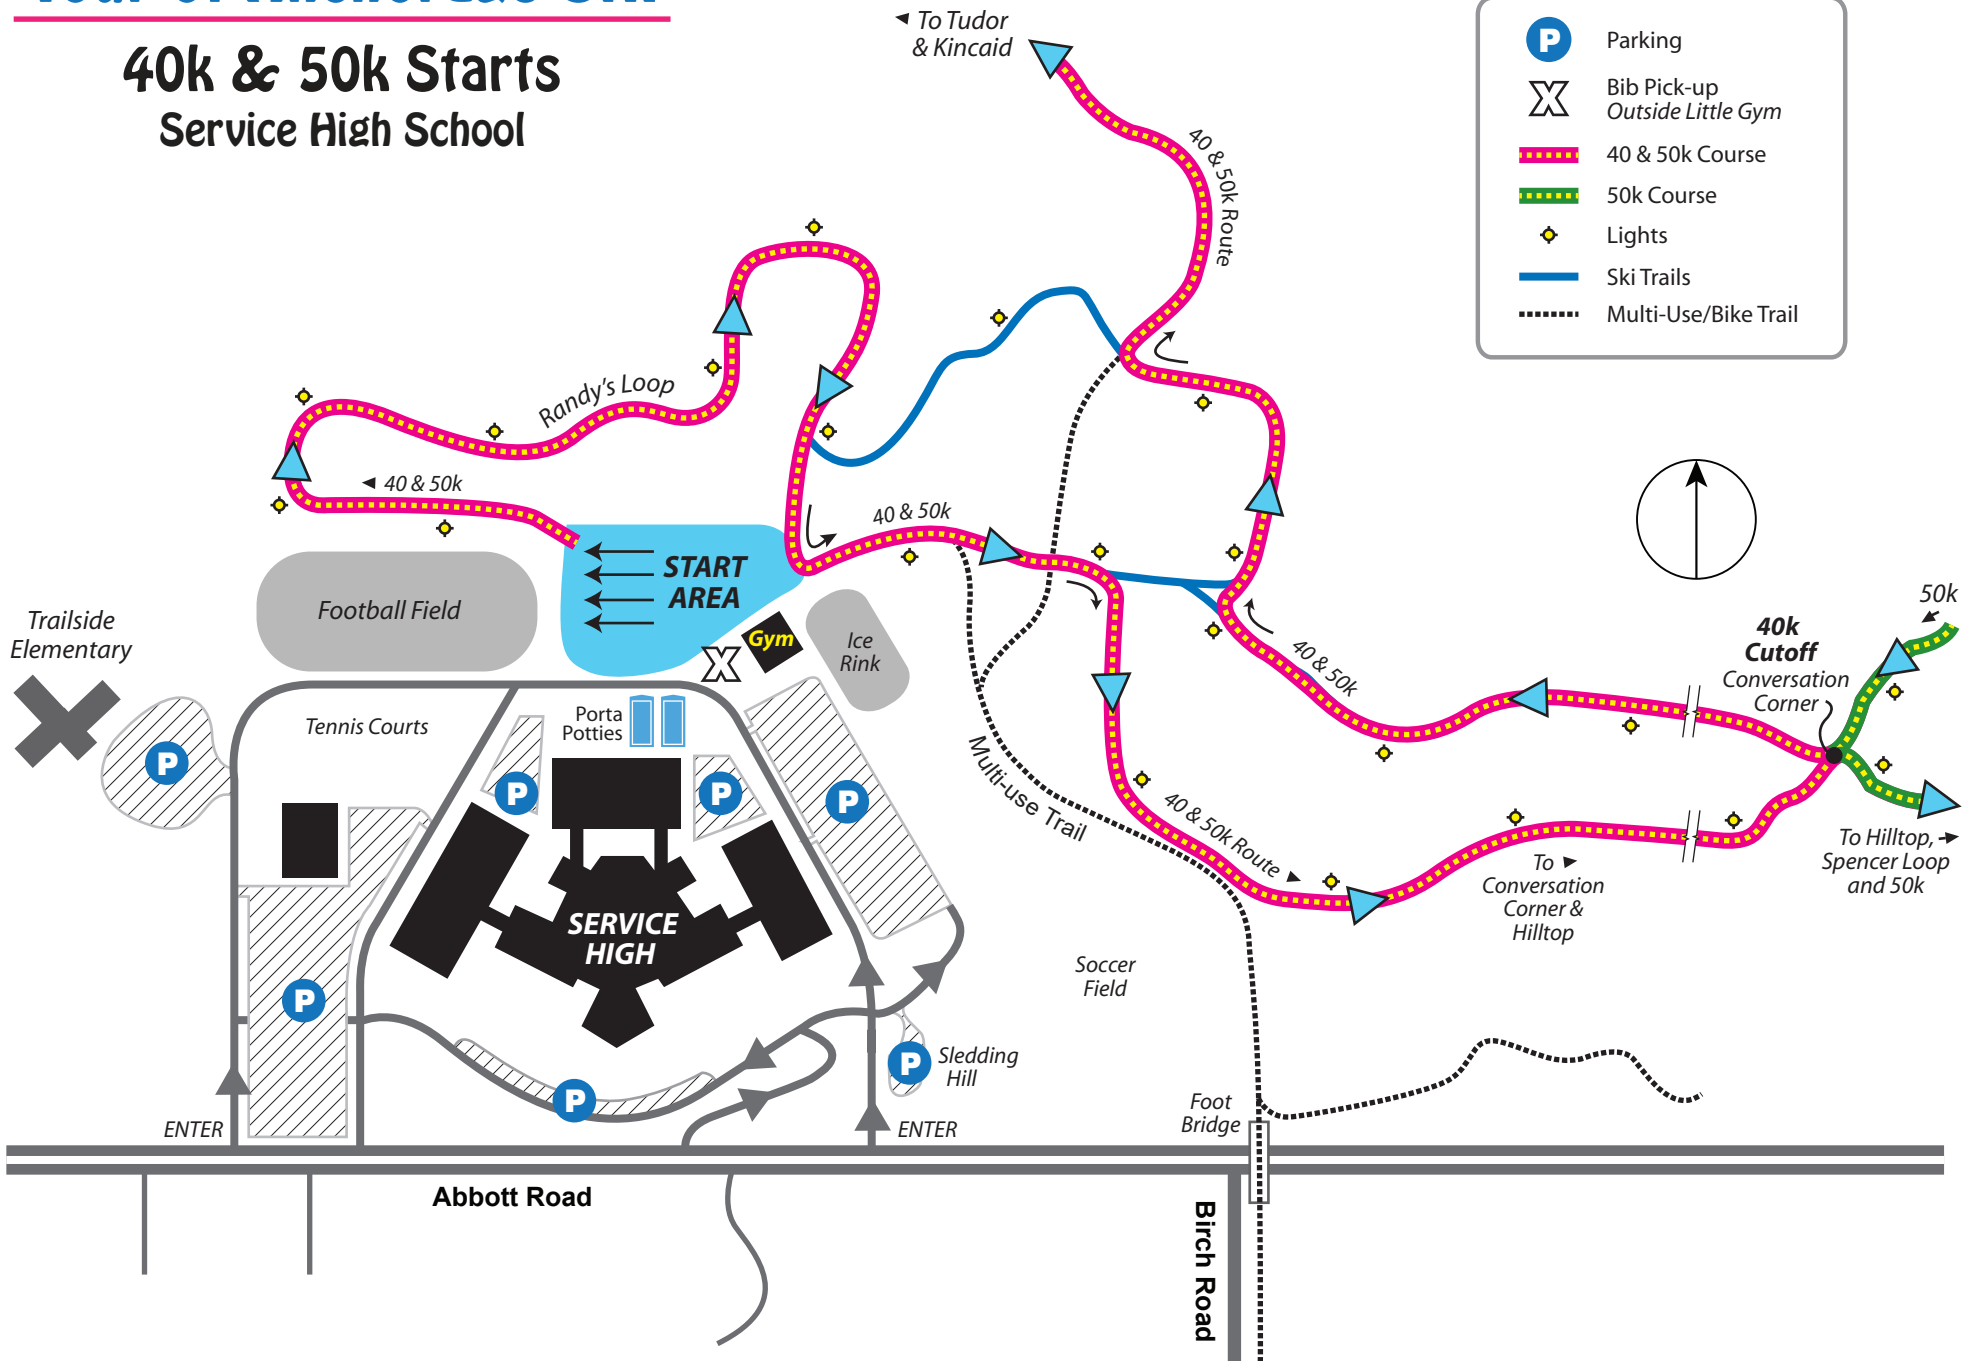 40k & 50k Starts
Service High School
To Tudor
& Kincaid
P
Parking
X
Bib Pick-up
Outside Little Gym
40 & 50k Course
50k Course
Lights
Ski Trails
Multi-Use/Bike Trail
40 & 50k Route
Randy's Loop
40 & 50k
40 & 50k
START
AREA
Football Field
Gym
X
Ice
Rink
Trailside
Elementary
Tennis Courts
Porta
Potties
P
P
P
P
P
P
P
SERVICE
HIGH
Multi-use Trail
40 & 50k Route
40 & 50k
50k
40k
Cutoff
Conversation
Corner
To Hilltop,
Spencer Loop
and 50k
To
Conversation
Corner &
Hilltop
Soccer
Field
Sledding
Hill
Foot
Bridge
ENTER
ENTER
Abbott Road
Birch Road